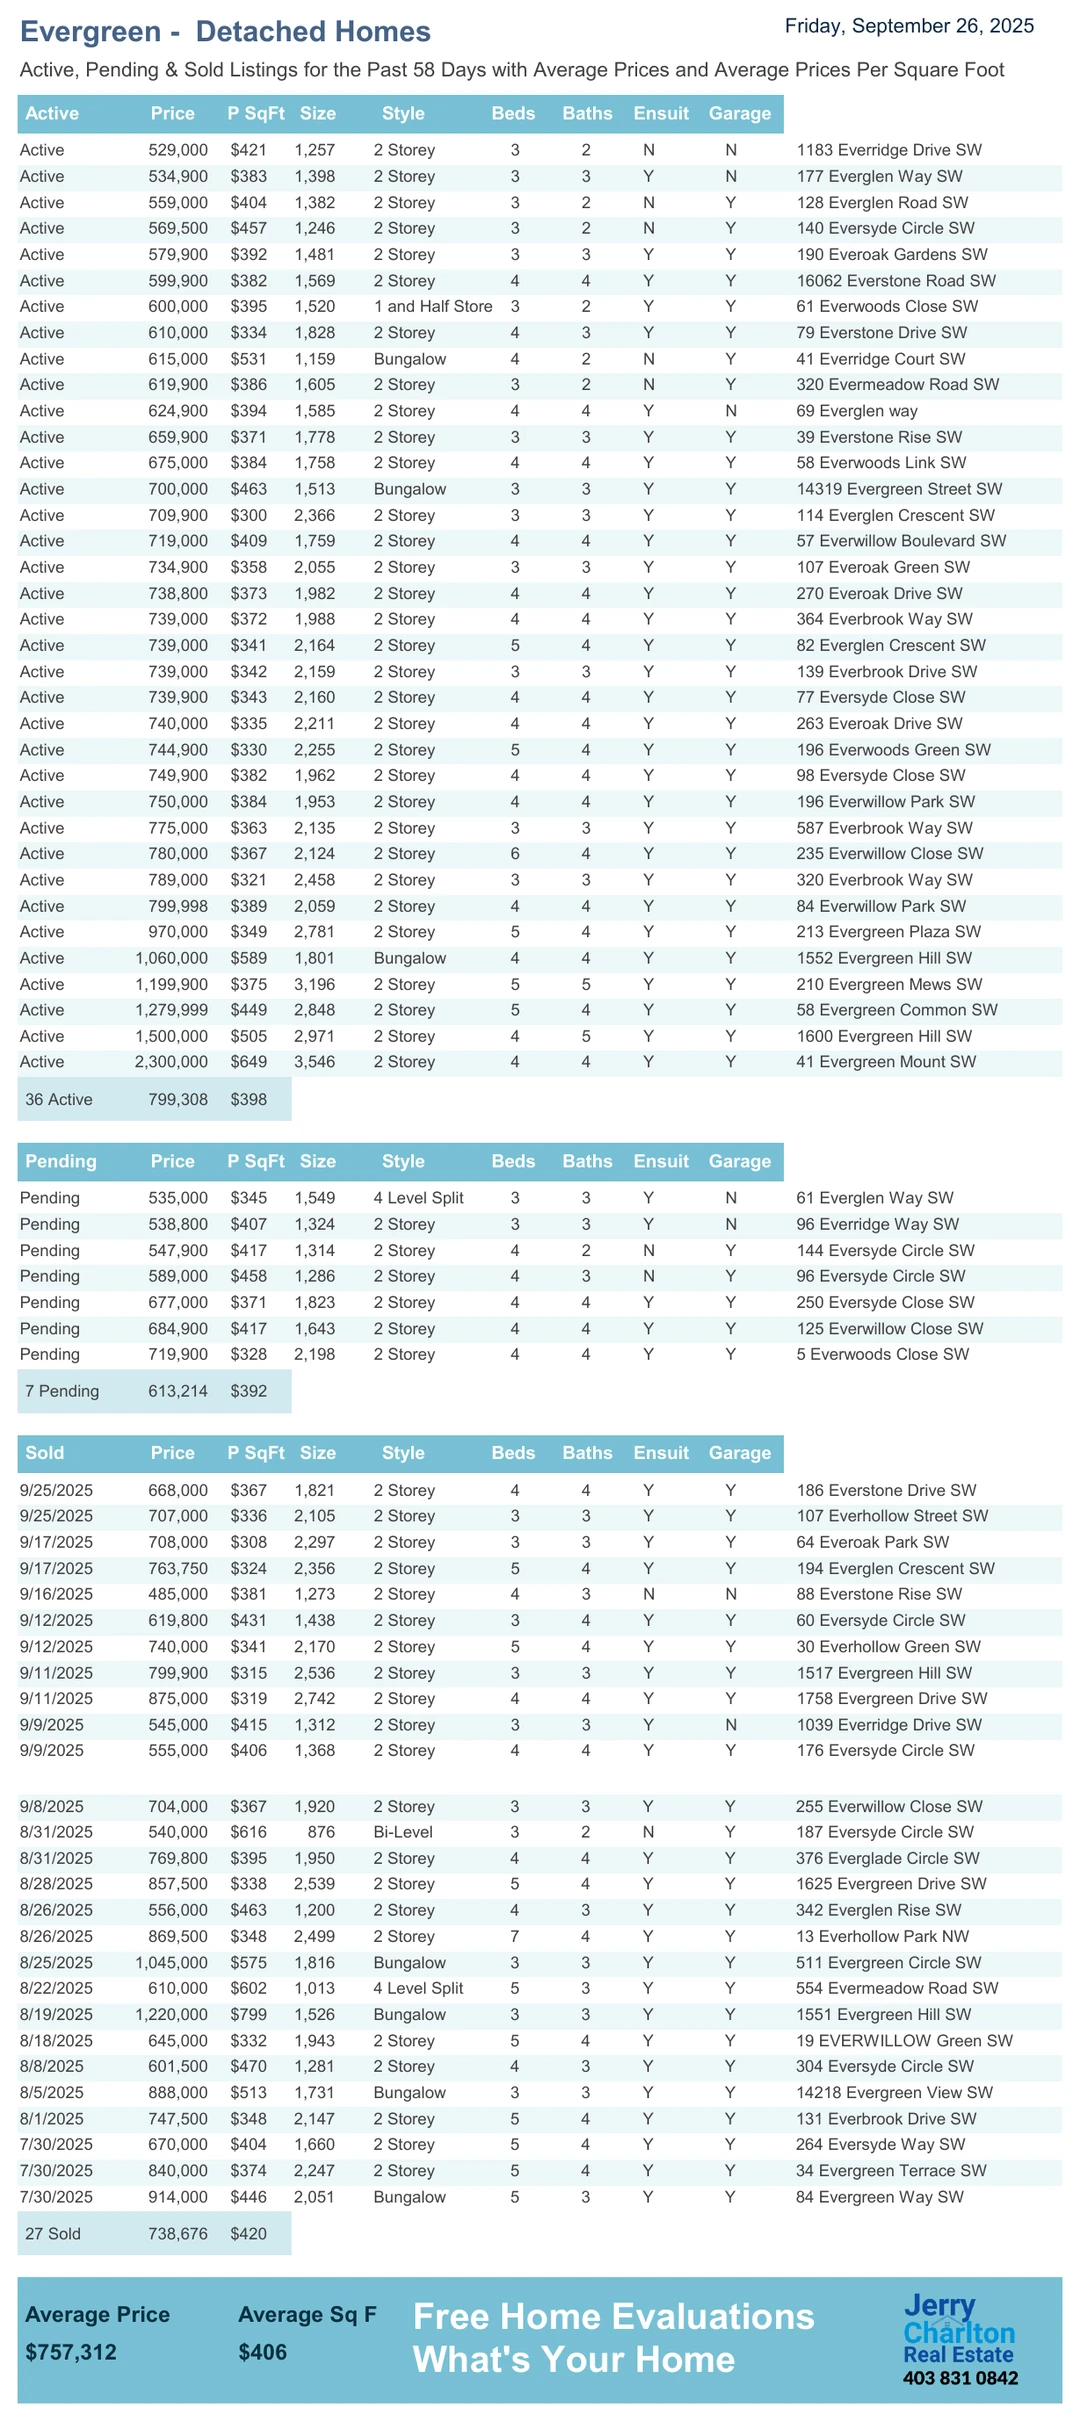 Evergreen - Detached Homes
Friday, September 26, 2025
Active, Pending & Sold Listings for the Past 58 Days with Average Prices and Average Prices Per Square Foot
Active Price P SqFt Size Style Beds Baths Ensuit Garage
Active 529,000 $421 1,257 2 Storey 3 2 N N 1183 Everridge Drive SW
Active 534,900 $383 1,398 2 Storey 3 3 Y N 177 Everglen Way SW
Active 559,000 $404 1,382 2 Storey 3 2 N Y 128 Everglen Road SW
Active 569,500 $457 1,246 2 Storey 3 2 N Y 140 Eversyde Circle SW
Active 579,900 $392 1,481 2 Storey 3 3 Y Y 190 Everoak Gardens SW
Active 599,900 $382 1,569 2 Storey 4 4 Y Y 16062 Everstone Road SW
Active 600,000 $395 1,520 1 and Half Store 3 2 Y Y 61 Everwoods Close SW
Active 610,000 $334 1,828 2 Storey 4 3 Y Y 79 Everstone Drive SW
Active 615,000 $531 1,159 Bungalow 4 2 N Y 41 Everridge Court SW
Active 619,900 $386 1,605 2 Storey 3 2 N Y 320 Evermeadow Road SW
Active 624,900 $394 1,585 2 Storey 4 4 Y N 69 Everglen way
Active 659,900 $371 1,778 2 Storey 3 3 Y Y 39 Everstone Rise SW
Active 675,000 $384 1,758 2 Storey 4 4 Y Y 58 Everwoods Link SW
Active 700,000 $463 1,513 Bungalow 3 3 Y Y 14319 Evergreen Street SW
Active 709,900 $300 2,366 2 Storey 3 3 Y Y 114 Everglen Crescent SW
Active 719,000 $409 1,759 2 Storey 4 4 Y Y 57 Everwillow Boulevard SW
Active 734,900 $358 2,055 2 Storey 3 3 Y Y 107 Everoak Green SW
Active 738,800 $373 1,982 2 Storey 4 4 Y Y 270 Everoak Drive SW
Active 739,000 $372 1,988 2 Storey 4 4 Y Y 364 Everbrook Way SW
Active 739,000 $341 2,164 2 Storey 5 4 Y Y 82 Everglen Crescent SW
Active 739,000 $342 2,159 2 Storey 3 3 Y Y 139 Everbrook Drive SW
Active 739,900 $343 2,160 2 Storey 4 4 Y Y 77 Eversyde Close SW
Active 740,000 $335 2,211 2 Storey 4 4 Y Y 263 Everoak Drive SW
Active 744,900 $330 2,255 2 Storey 5 4 Y Y 196 Everwoods Green SW
Active 749,900 $382 1,962 2 Storey 4 4 Y Y 98 Eversyde Close SW
Active 750,000 $384 1,953 2 Storey 4 4 Y Y 196 Everwillow Park SW
Active 775,000 $363 2,135 2 Storey 3 3 Y Y 587 Everbrook Way SW
Active 780,000 $367 2,124 2 Storey 6 4 Y Y 235 Everwillow Close SW
Active 789,000 $321 2,458 2 Storey 3 3 Y Y 320 Everbrook Way SW
Active 799,998 $389 2,059 2 Storey 4 4 Y Y 84 Everwillow Park SW
Active 970,000 $349 2,781 2 Storey 5 4 Y Y 213 Evergreen Plaza SW
Active 1,060,000 $589 1,801 Bungalow 4 4 Y Y 1552 Evergreen Hill SW
Active 1,199,900 $375 3,196 2 Storey 5 5 Y Y 210 Evergreen Mews SW
Active 1,279,999 $449 2,848 2 Storey 5 4 Y Y 58 Evergreen Common SW
Active 1,500,000 $505 2,971 2 Storey 4 5 Y Y 1600 Evergreen Hill SW
Active 2,300,000 $649 3,546 2 Storey 4 4 Y Y 41 Evergreen Mount SW
36 Active 799,308 $398
Pending Price P SqFt Size Style Beds Baths Ensuit Garage
Pending 535,000 $345 1,549 4 Level Split 3 3 Y N 61 Everglen Way SW
Pending 538,800 $407 1,324 2 Storey 3 3 Y N 96 Everridge Way SW
Pending 547,900 $417 1,314 2 Storey 4 2 N Y 144 Eversyde Circle SW
Pending 589,000 $458 1,286 2 Storey 4 3 N Y 96 Eversyde Circle SW
Pending 677,000 $371 1,823 2 Storey 4 4 Y Y 250 Eversyde Close SW
Pending 684,900 $417 1,643 2 Storey 4 4 Y Y 125 Everwillow Close SW
Pending 719,900 $328 2,198 2 Storey 4 4 Y Y 5 Everwoods Close SW
7 Pending 613,214 $392
Sold Price P SqFt Size Style Beds Baths Ensuit Garage
9/25/2025 668,000 $367 1,821 2 Storey 4 4 Y Y 186 Everstone Drive SW
9/25/2025 707,000 $336 2,105 2 Storey 3 3 Y Y 107 Everhollow Street SW
9/17/2025 708,000 $308 2,297 2 Storey 3 3 Y Y 64 Everoak Park SW
9/17/2025 763,750 $324 2,356 2 Storey 5 4 Y Y 194 Everglen Crescent SW
9/16/2025 485,000 $381 1,273 2 Storey 4 3 N N 88 Everstone Rise SW
9/12/2025 619,800 $431 1,438 2 Storey 3 4 Y Y 60 Eversyde Circle SW
9/12/2025 740,000 $341 2,170 2 Storey 5 4 Y Y 30 Everhollow Green SW
9/11/2025 799,900 $315 2,536 2 Storey 3 3 Y Y 1517 Evergreen Hill SW
9/11/2025 875,000 $319 2,742 2 Storey 4 4 Y Y 1758 Evergreen Drive SW
9/9/2025 545,000 $415 1,312 2 Storey 3 3 Y N 1039 Everridge Drive SW
9/9/2025 555,000 $406 1,368 2 Storey 4 4 Y Y 176 Eversyde Circle SW
9/8/2025 704,000 $367 1,920 2 Storey 3 3 Y Y 255 Everwillow Close SW
8/31/2025 540,000 $616 876 Bi-Level 3 2 N Y 187 Eversyde Circle SW
8/31/2025 769,800 $395 1,950 2 Storey 4 4 Y Y 376 Everglade Circle SW
8/28/2025 857,500 $338 2,539 2 Storey 5 4 Y Y 1625 Evergreen Drive SW
8/26/2025 556,000 $463 1,200 2 Storey 4 3 Y Y 342 Everglen Rise SW
8/26/2025 869,500 $348 2,499 2 Storey 7 4 Y Y 13 Everhollow Park NW
8/25/2025 1,045,000 $575 1,816 Bungalow 3 3 Y Y 511 Evergreen Circle SW
8/22/2025 610,000 $602 1,013 4 Level Split 5 3 Y Y 554 Evermeadow Road SW
8/19/2025 1,220,000 $799 1,526 Bungalow 3 3 Y Y 1551 Evergreen Hill SW
8/18/2025 645,000 $332 1,943 2 Storey 5 4 Y Y 19 EVERWILLOW Green SW
8/8/2025 601,500 $470 1,281 2 Storey 4 3 Y Y 304 Eversyde Circle SW
8/5/2025 888,000 $513 1,731 Bungalow 3 3 Y Y 14218 Evergreen View SW
8/1/2025 747,500 $348 2,147 2 Storey 5 4 Y Y 131 Everbrook Drive SW
7/30/2025 670,000 $404 1,660 2 Storey 5 4 Y Y 264 Eversyde Way SW
7/30/2025 840,000 $374 2,247 2 Storey 5 4 Y Y 34 Evergreen Terrace SW
7/30/2025 914,000 $446 2,051 Bungalow 5 3 Y Y 84 Evergreen Way SW
27 Sold 738,676 $420
Average Price Average Sq F
$757,312 $406
Free Home Evaluations
What's Your Home
Jerry
Charlton
Real Estate
403 831 0842